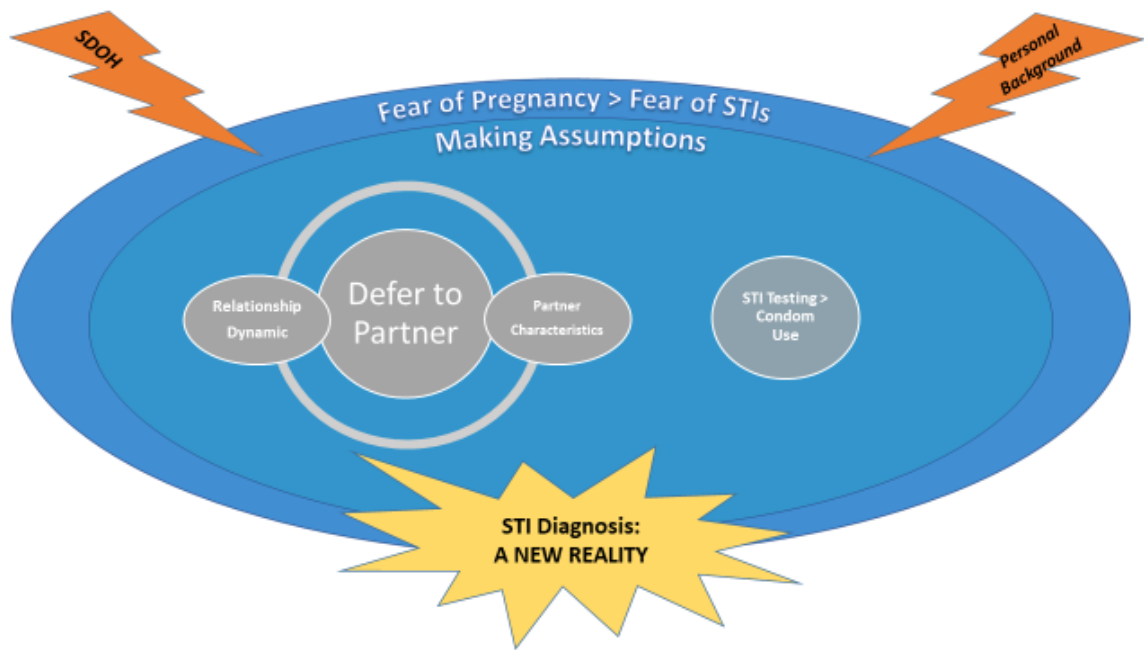 SDOH
Personal
Background
Fear of Pregnancy > Fear of STIs
Making Assumptions
Relationship
Dynamic
Defer to
Partner
Partner
Characteristics
STI Testing >
Condom
Use
STI Diagnosis:
A NEW REALITY